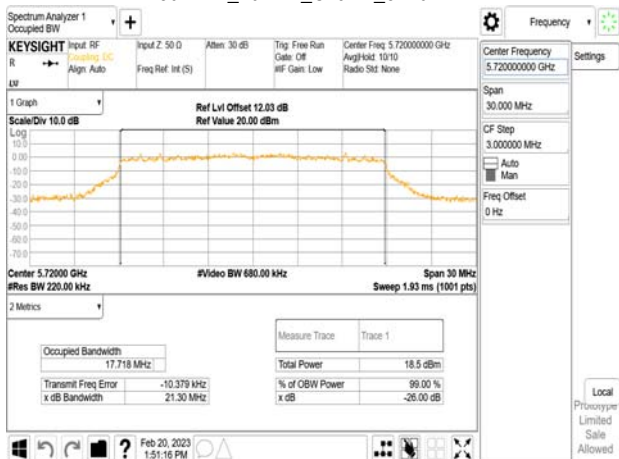 Spectrum Analyzer 1
Occupied BW
KEYSIGHT
R
Input: RF
Coupling: DC
Align: Auto
Input Z: 50 Ω
Freq Ref: Int (S)
Atten: 30 dB
Trig: Free Run
Gate: Off
#IF Gain: Low
Center Freq: 5.720000000 GHz
Avg|Hold: 10/10
Radio Std: None
LXI
1 Graph
Scale/Div 10.0 dB
Ref Lvl Offset 12.03 dB
Ref Value 20.00 dBm
Log
10.0
0.00
-10.0
-20.0
-30.0
-40.0
-50.0
-60.0
-70.0
Center 5.72000 GHz
#Res BW 220.00 kHz
#Video BW 680.00 kHz
Span 30 MHz
Sweep 1.93 ms (1001 pts)
2 Metrics
Measure Trace Trace 1
Occupied Bandwidth
17.718 MHz
Total Power 18.5 dBm
Transmit Freq Error -10.379 kHz
% of OBW Power 99.00 %
x dB Bandwidth 21.30 MHz
x dB -26.00 dB
Feb 20, 2023
1:51:16 PM
Frequency
Center Frequency
5.720000000 GHz
Settings
Span
30.000 MHz
CF Step
3.000000 MHz
Auto
Man
Freq Offset
0 Hz
Local
Prototype
Limited
Sale
Allowed